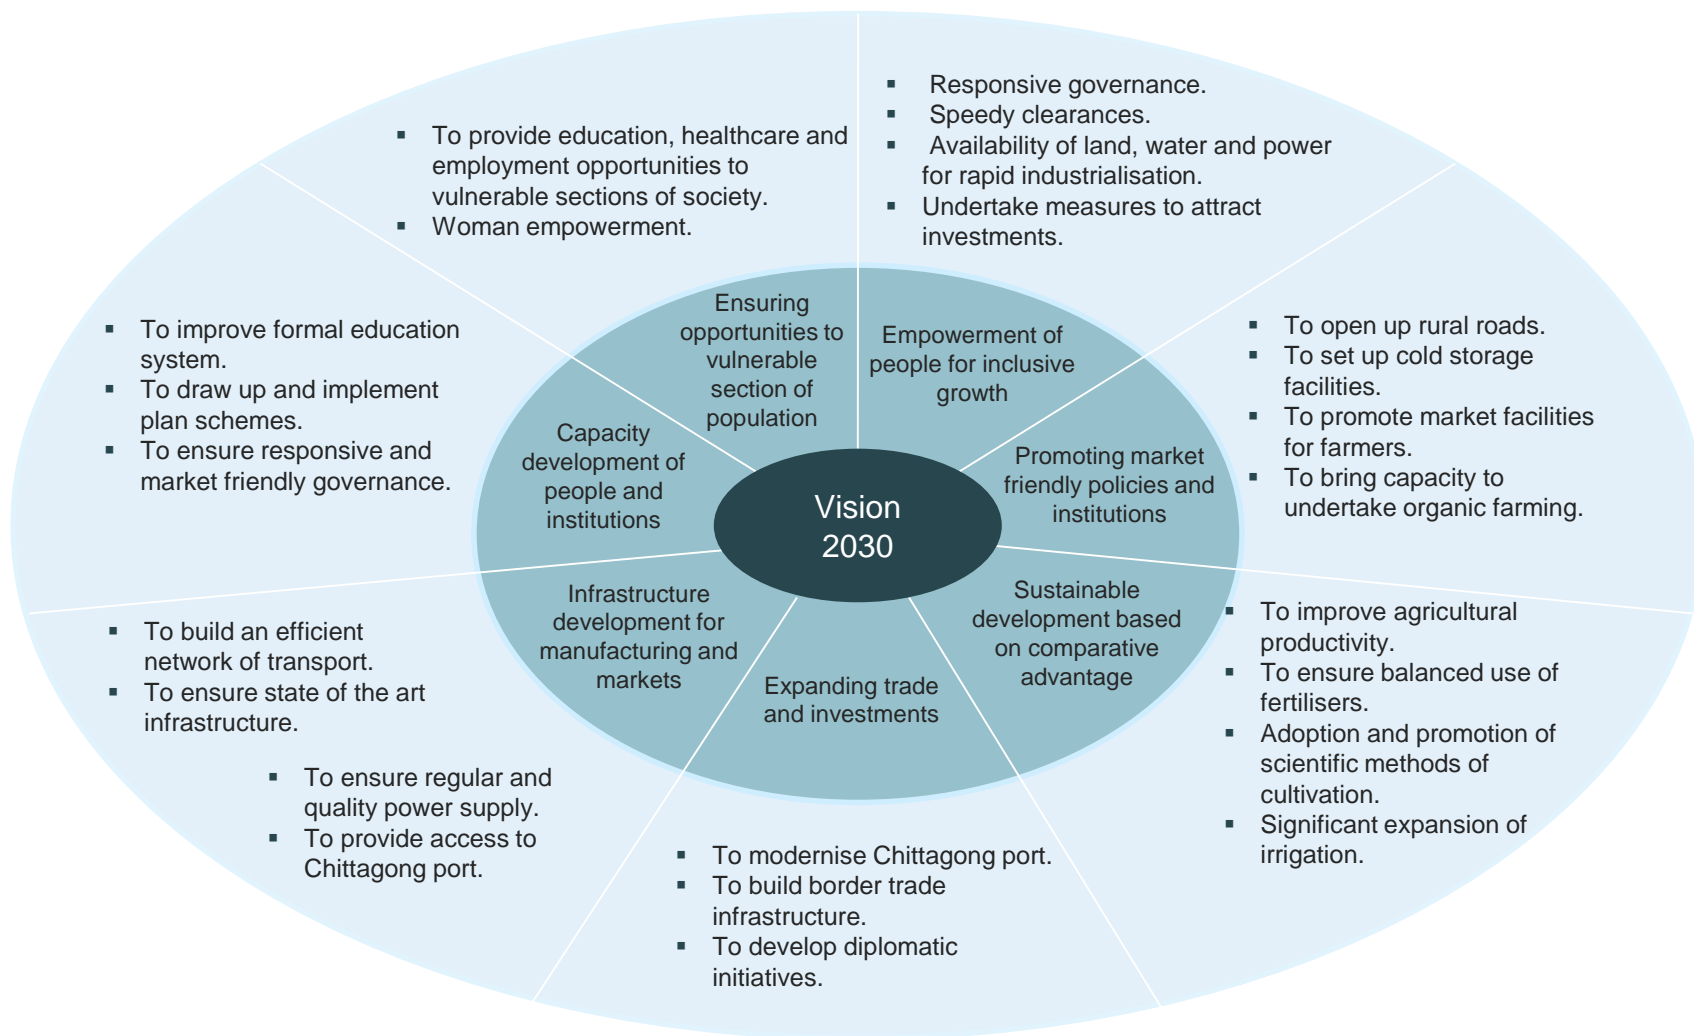 ▪ Responsive governance.
▪ Speedy clearances.
▪ Availability of land, water and power
for rapid industrialisation.
▪ Undertake measures to attract
investments.
▪ To provide education, healthcare and
employment opportunities to
vulnerable sections of society.
▪ Woman empowerment.
Ensuring
opportunities to
vulnerable
section of
population
Empowerment of
people for inclusive
growth
▪ To improve formal education
system.
▪ To draw up and implement
plan schemes.
▪ To ensure responsive and
market friendly governance.
▪ To open up rural roads.
▪ To set up cold storage
facilities.
▪ To promote market facilities
for farmers.
▪ To bring capacity to
undertake organic farming.
Capacity
development of
people and
institutions
Vision
2030
Promoting market
friendly policies and
institutions
Infrastructure
development for
manufacturing and
markets
Expanding trade
and investments
Sustainable
development based
on comparative
advantage
▪ To build an efficient
network of transport.
▪ To ensure state of the art
infrastructure.
▪ To ensure regular and
quality power supply.
▪ To provide access to
Chittagong port.
▪ To modernise Chittagong port.
▪ To build border trade
infrastructure.
▪ To develop diplomatic
initiatives.
▪ To improve agricultural
productivity.
▪ To ensure balanced use of
fertilisers.
▪ Adoption and promotion of
scientific methods of
cultivation.
▪ Significant expansion of
irrigation.